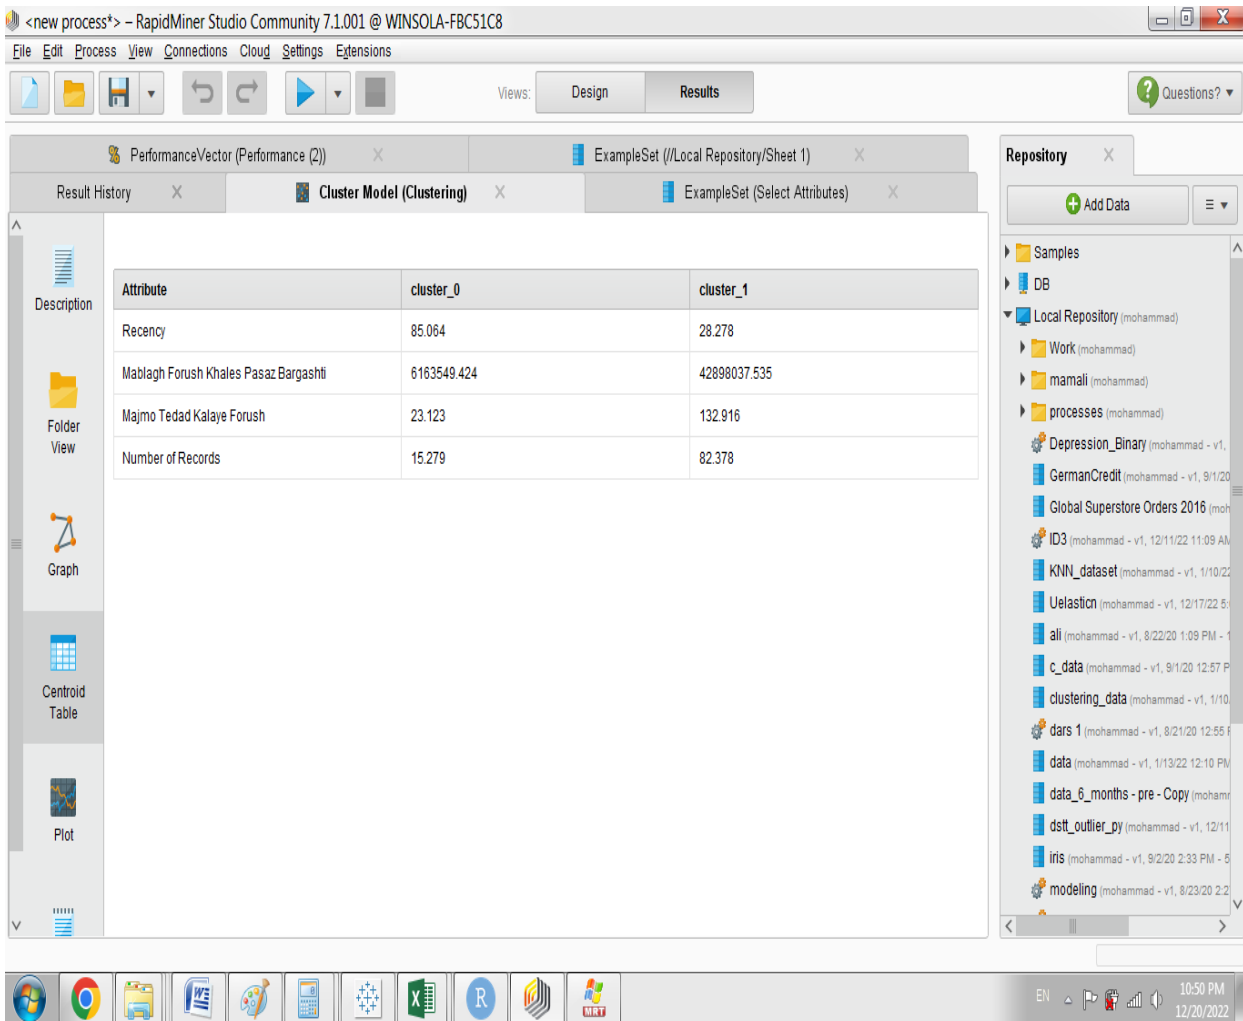 <new process*> – RapidMiner Studio Community 7.1.001 @ WINSOLA-FBC51C8
File Edit Process View Connections Cloud Settings Extensions
Views: Design Results Questions?
PerformanceVector (Performance (2)) ExampleSet (//Local Repository/Sheet 1)
Result History Cluster Model (Clustering) ExampleSet (Select Attributes)
Description
Folder View
Graph
Centroid Table
Plot
Attribute cluster_0 cluster_1
Recency 85.064 28.278
Mablagh Forush Khales Pasaz Bargashti 6163549.424 42898037.535
Majmo Tedad Kalaye Forush 23.123 132.916
Number of Records 15.279 82.378
Repository
Add Data
Samples
DB
Local Repository (mohammad)
Work (mohammad)
mamali (mohammad)
processes (mohammad)
Depression_Binary (mohammad - v1,
GermanCredit (mohammad - v1, 9/1/20
Global Superstore Orders 2016 (moh
ID3 (mohammad - v1, 12/11/22 11:09 AM
KNN_dataset (mohammad - v1, 1/10/22
Uelasticn (mohammad - v1, 12/17/22 5:
ali (mohammad - v1, 8/22/20 1:09 PM - 1
c_data (mohammad - v1, 9/1/20 12:57 P
clustering_data (mohammad - v1, 1/10
dars 1 (mohammad - v1, 8/21/20 12:55
data (mohammad - v1, 1/13/22 12:10 PM
data_6_months - pre - Copy (mohamm
dstt_outlier_py (mohammad - v1, 12/11
iris (mohammad - v1, 9/2/20 2:33 PM - 5
modeling (mohammad - v1, 8/23/20 2:2
MRT
EN 10:50 PM
12/20/2022